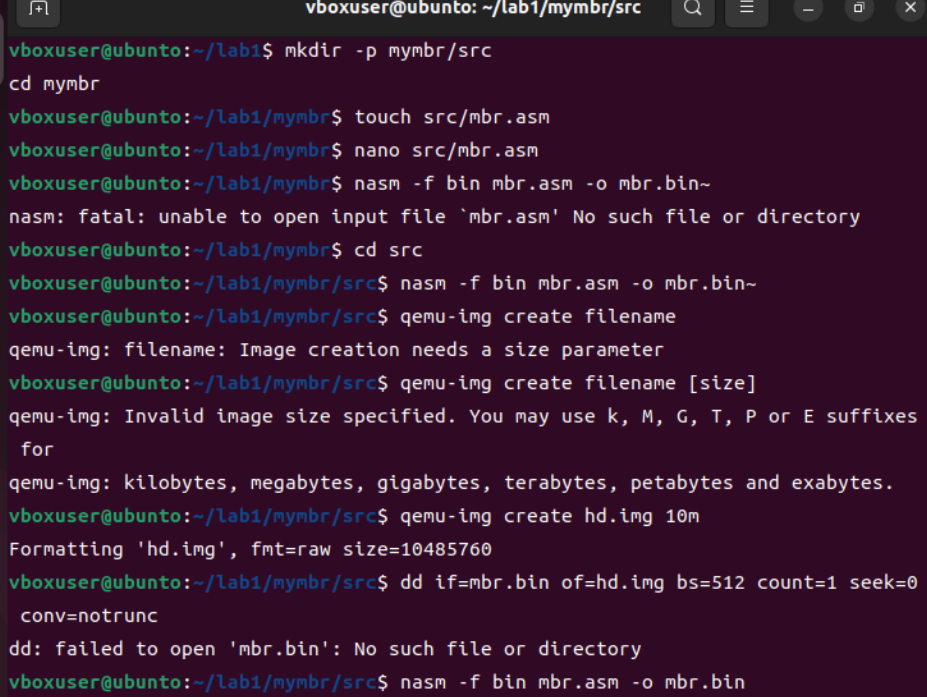 vboxuser@ubunto: ~/lab1/mymbr/src
vboxuser@ubunto:~/lab1$ mkdir -p mymbr/src
cd mymbr
vboxuser@ubunto:~/lab1/mymbr$ touch src/mbr.asm
vboxuser@ubunto:~/lab1/mymbr$ nano src/mbr.asm
vboxuser@ubunto:~/lab1/mymbr$ nasm -f bin mbr.asm -o mbr.bin~
nasm: fatal: unable to open input file `mbr.asm' No such file or directory
vboxuser@ubunto:~/lab1/mymbr$ cd src
vboxuser@ubunto:~/lab1/mymbr/src$ nasm -f bin mbr.asm -o mbr.bin~
vboxuser@ubunto:~/lab1/mymbr/src$ qemu-img create filename
qemu-img: filename: Image creation needs a size parameter
vboxuser@ubunto:~/lab1/mymbr/src$ qemu-img create filename [size]
qemu-img: Invalid image size specified. You may use k, M, G, T, P or E suffixes
 for
qemu-img: kilobytes, megabytes, gigabytes, terabytes, petabytes and exabytes.
vboxuser@ubunto:~/lab1/mymbr/src$ qemu-img create hd.img 10m
Formatting 'hd.img', fmt=raw size=10485760
vboxuser@ubunto:~/lab1/mymbr/src$ dd if=mbr.bin of=hd.img bs=512 count=1 seek=0
 conv=notrunc
dd: failed to open 'mbr.bin': No such file or directory
vboxuser@ubunto:~/lab1/mymbr/src$ nasm -f bin mbr.asm -o mbr.bin